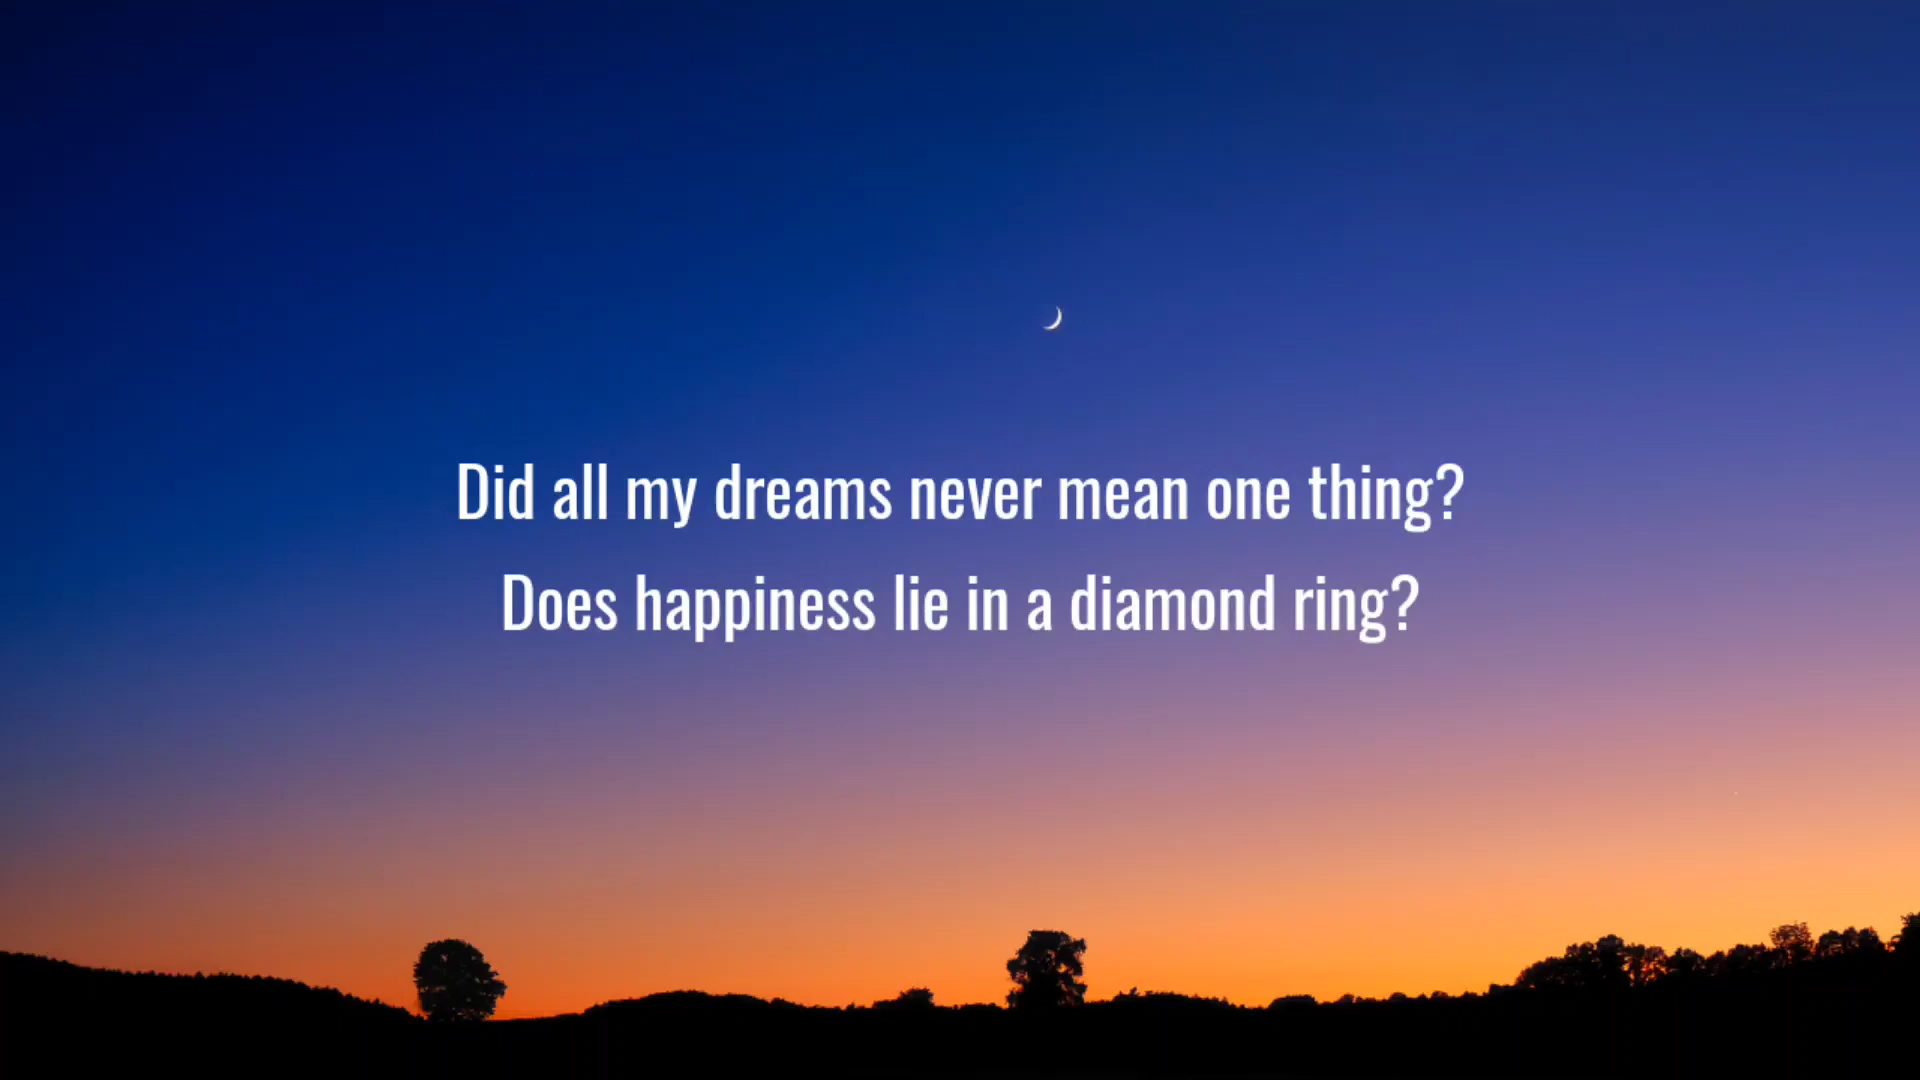 Did all my dreams never mean one thing?
Does happiness lie in a diamond ring?